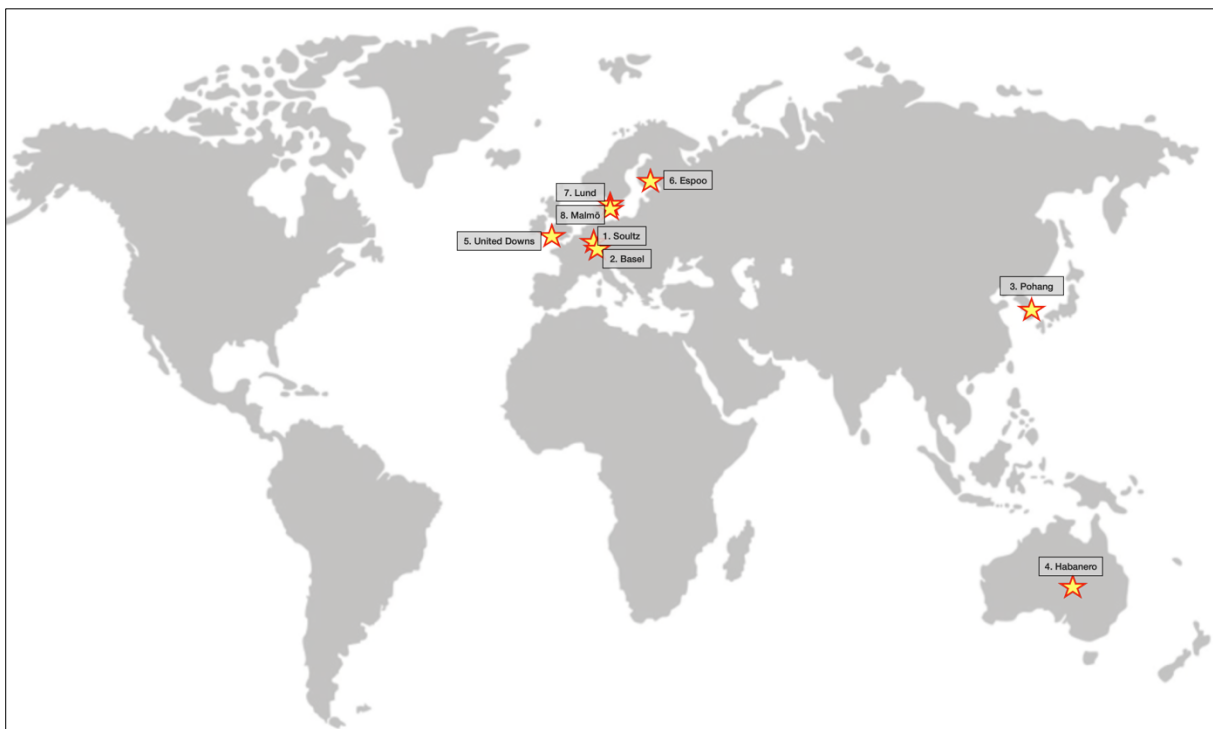 6. Espoo
7. Lund
8. Malmö
5. United Downs
1. Soultz
2. Basel
3. Pohang
4. Habanero